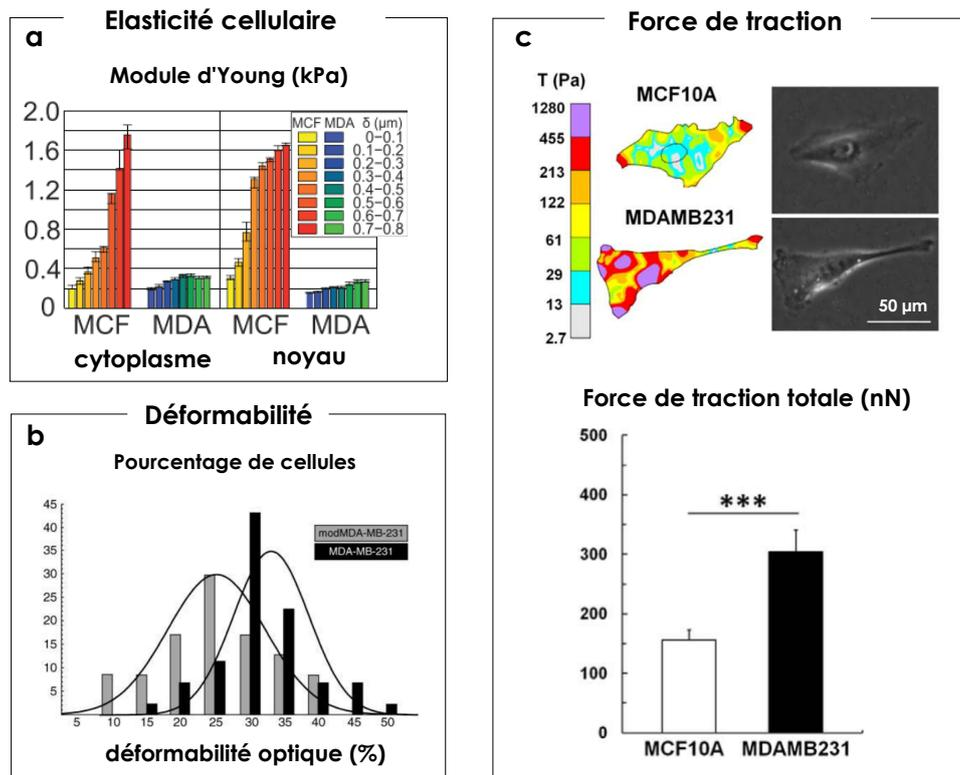 Elasticité cellulaire
a
Module d'Young (kPa)
2.0
1.6
1.2
0.8
0.4
0
MCF MDA δ (μm)
0–0.1
0.1–0.2
0.2–0.3
0.3–0.4
0.4–0.5
0.5–0.6
0.6–0.7
0.7–0.8
MCF MDA MCF MDA
cytoplasme noyau
Déformabilité
b
Pourcentage de cellules
45
40
35
30
25
20
15
10
5
modMDA-MB-231
MDA-MB-231
5 10 15 20 25 30 35 40 45 50
déformabilité optique (%)
Force de traction
c
T (Pa)
1280
455
213
122
61
29
13
2.7
MCF10A
MDAMB231
50 µm
Force de traction totale (nN)
500
400
300
200
100
0
***
MCF10A MDAMB231